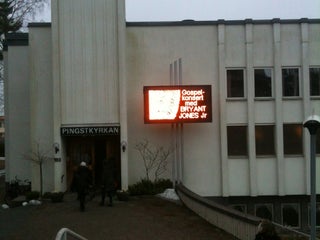 PINGSTKYRKAN
Gospel-
konsert
med
BRYANT
JONES Jr